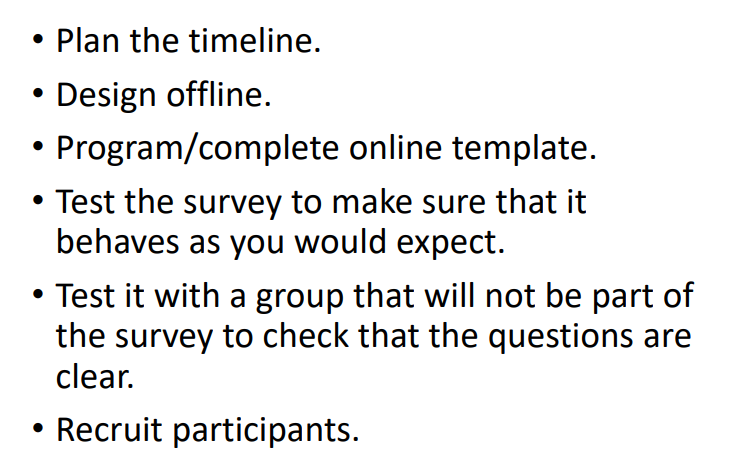 • Plan the timeline.
• Design offline.
• Program/complete online template.
• Test the survey to make sure that it
behaves as you would expect.
• Test it with a group that will not be part of
the survey to check that the questions are
clear.
• Recruit participants.